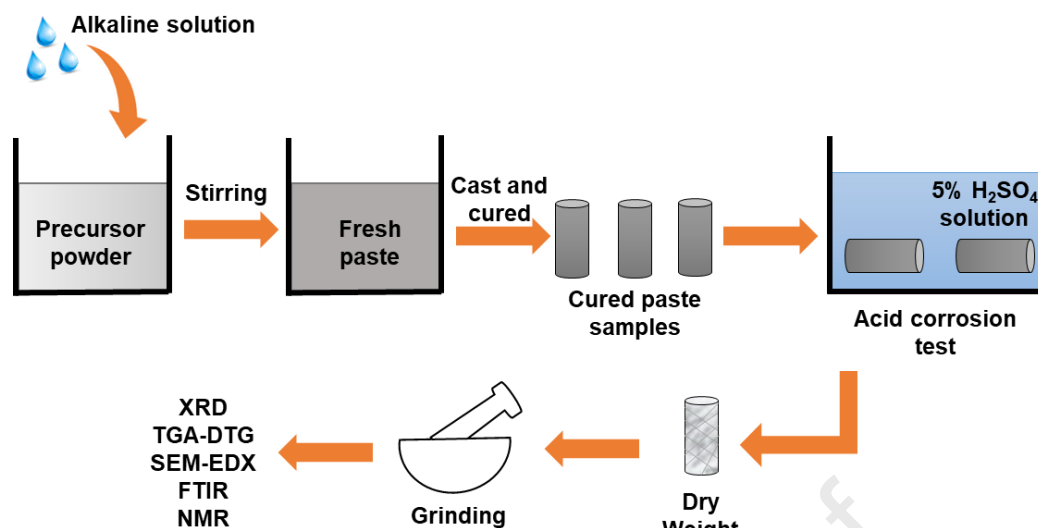 Alkaline solution
Stirring
Cast and
cured
5% H₂SO₄
solution
Precursor
powder
Fresh
paste
Cured paste
samples
Acid corrosion
test
XRD
TGA-DTG
SEM-EDX
FTIR
NMR
Grinding
Dry
Weight
f